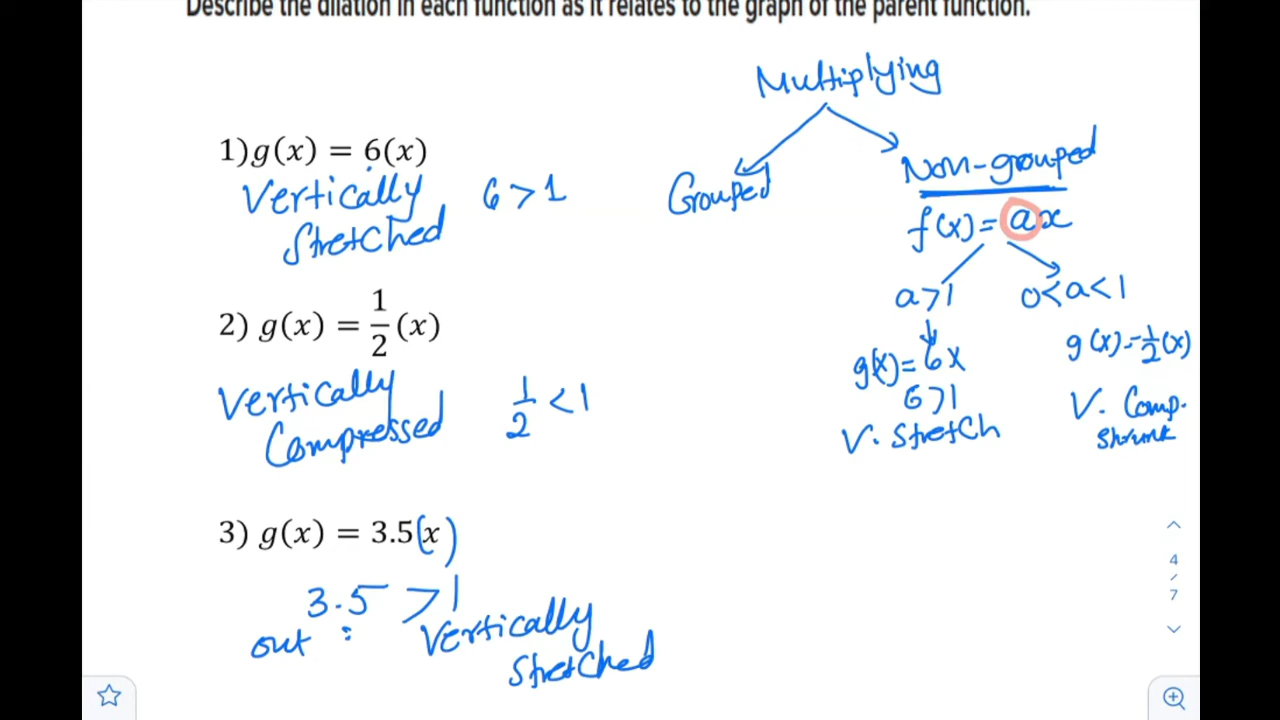 Describe the dilation in each function as it relates to the graph of the parent function.
Multiplying
Grouped
Non-grouped
f(x)= ax
a>1
0<a<1
g(x)= 6x
6>1
V. Stretch
g(x)=½(x)
V. Comp.
shrunk
1)g(x) = 6(x)
Vertically
Stretched
6>1
2) g(x) = 1/2 (x)
Vertically
Compressed
1/2 < 1
3) g(x) = 3.5(x)
3.5 > 1
out :
Vertically
Stretched
4
/
7